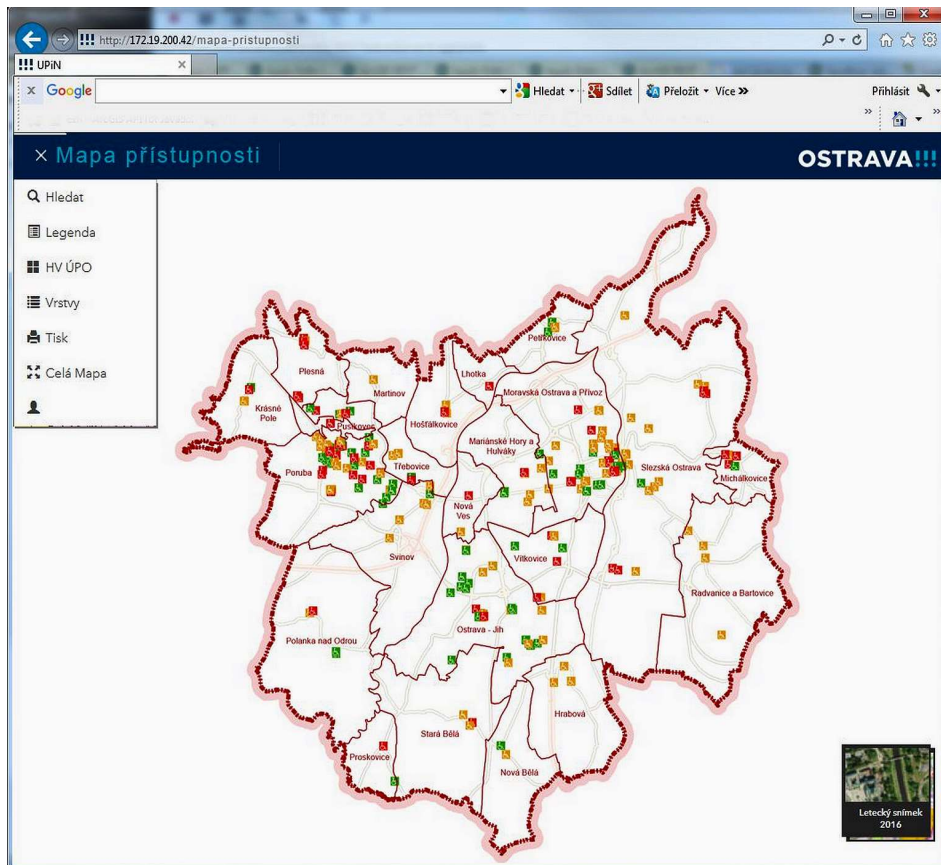 http://172.19.200.42/mapa-pristupnosti
!!! UPiN ×
x Google Hledat Sdílet Přeložit Více » Přihlásit
× Mapa přístupnosti
OSTRAVA!!!
Hledat
Legenda
HV ÚPO
Vrstvy
Tisk
Celá Mapa
Petřkovice
Plesná
Lhotka
Martinov
Moravská Ostrava a Přívoz
Krásné
Pole
Pustkovec
Hošťálkovice
Mariánské Hory a
Hulváky
Poruba
Třebovice
Slezská Ostrava
Michálkovice
Nová
Ves
Svinov
Vítkovice
Radvanice a Bartovice
Ostrava - Jih
Polanka nad Odrou
Hrabová
Stará Bělá
Proskovice
Nová Bělá
Letecký snímek
2016